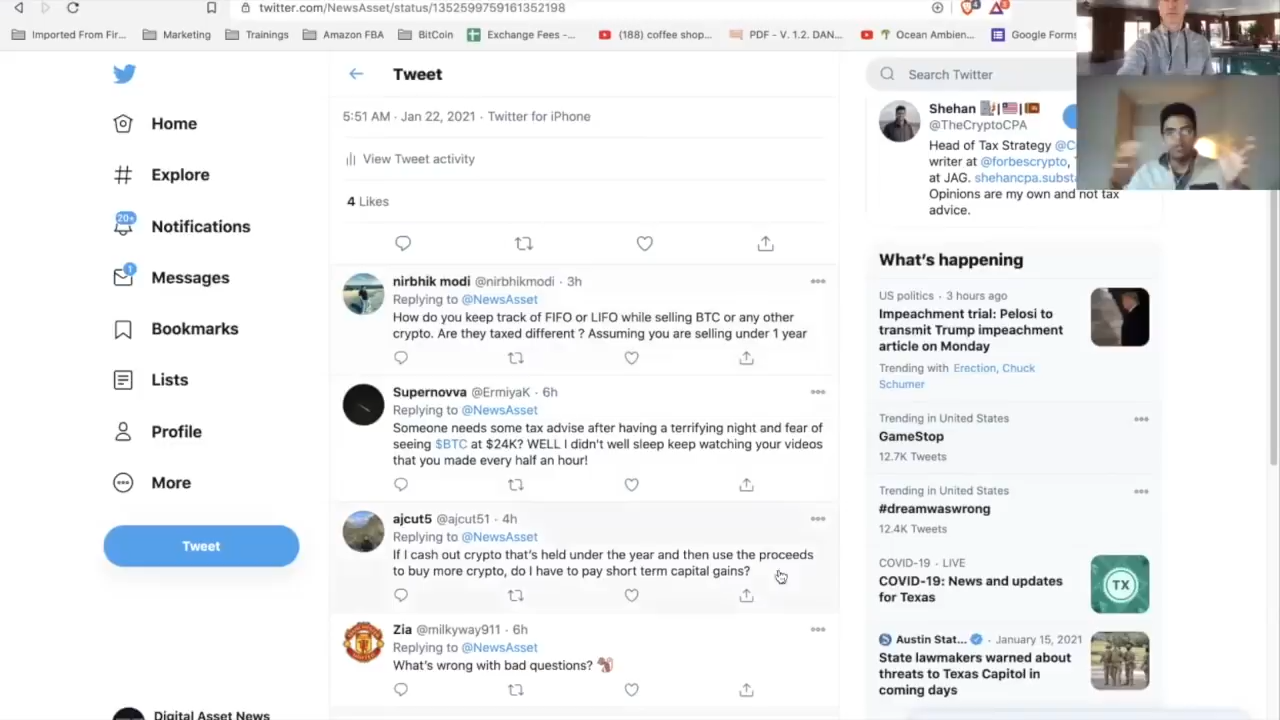 twitter.com/NewsAsset/status/1352599759161352198
Imported From Fir...
Marketing
Trainings
Amazon FBA
BitCoin
Exchange Fees -...
(188) coffee shop...
PDF - V. 1.2. DAN...
Ocean Ambien...
Google Forms
Home
Explore
20+
Notifications
1
Messages
Bookmarks
Lists
Profile
More
Tweet
Digital Asset News
Tweet
5:51 AM · Jan 22, 2021 · Twitter for iPhone
View Tweet activity
4 Likes
nirbhik modi @nirbhikmodi · 3h
Replying to @NewsAsset
How do you keep track of FIFO or LIFO while selling BTC or any other
crypto. Are they taxed different ? Assuming you are selling under 1 year
Supernovva @ErmiyaK · 6h
Replying to @NewsAsset
Someone needs some tax advise after having a terrifying night and fear of
seeing $BTC at $24K? WELL I didn't well sleep keep watching your videos
that you made every half an hour!
ajcut5 @ajcut51 · 4h
Replying to @NewsAsset
If I cash out crypto that's held under the year and then use the proceeds
to buy more crypto, do I have to pay short term capital gains?
Zia @milkyway911 · 6h
Replying to @NewsAsset
What's wrong with bad questions? 🐿️
Search Twitter
Shehan
@TheCryptoCPA
Head of Tax Strategy @C
writer at @forbescrypto,
at JAG. shehancpa.subst
Opinions are my own and not tax
advice.
What's happening
US politics · 3 hours ago
Impeachment trial: Pelosi to
transmit Trump impeachment
article on Monday
Trending with Erection, Chuck
Schumer
Trending in United States
GameStop
12.7K Tweets
Trending in United States
#dreamwaswrong
12.4K Tweets
COVID-19 · LIVE
COVID-19: News and updates
for Texas
TX
Austin Stat... · January 15, 2021
State lawmakers warned about
threats to Texas Capitol in
coming days